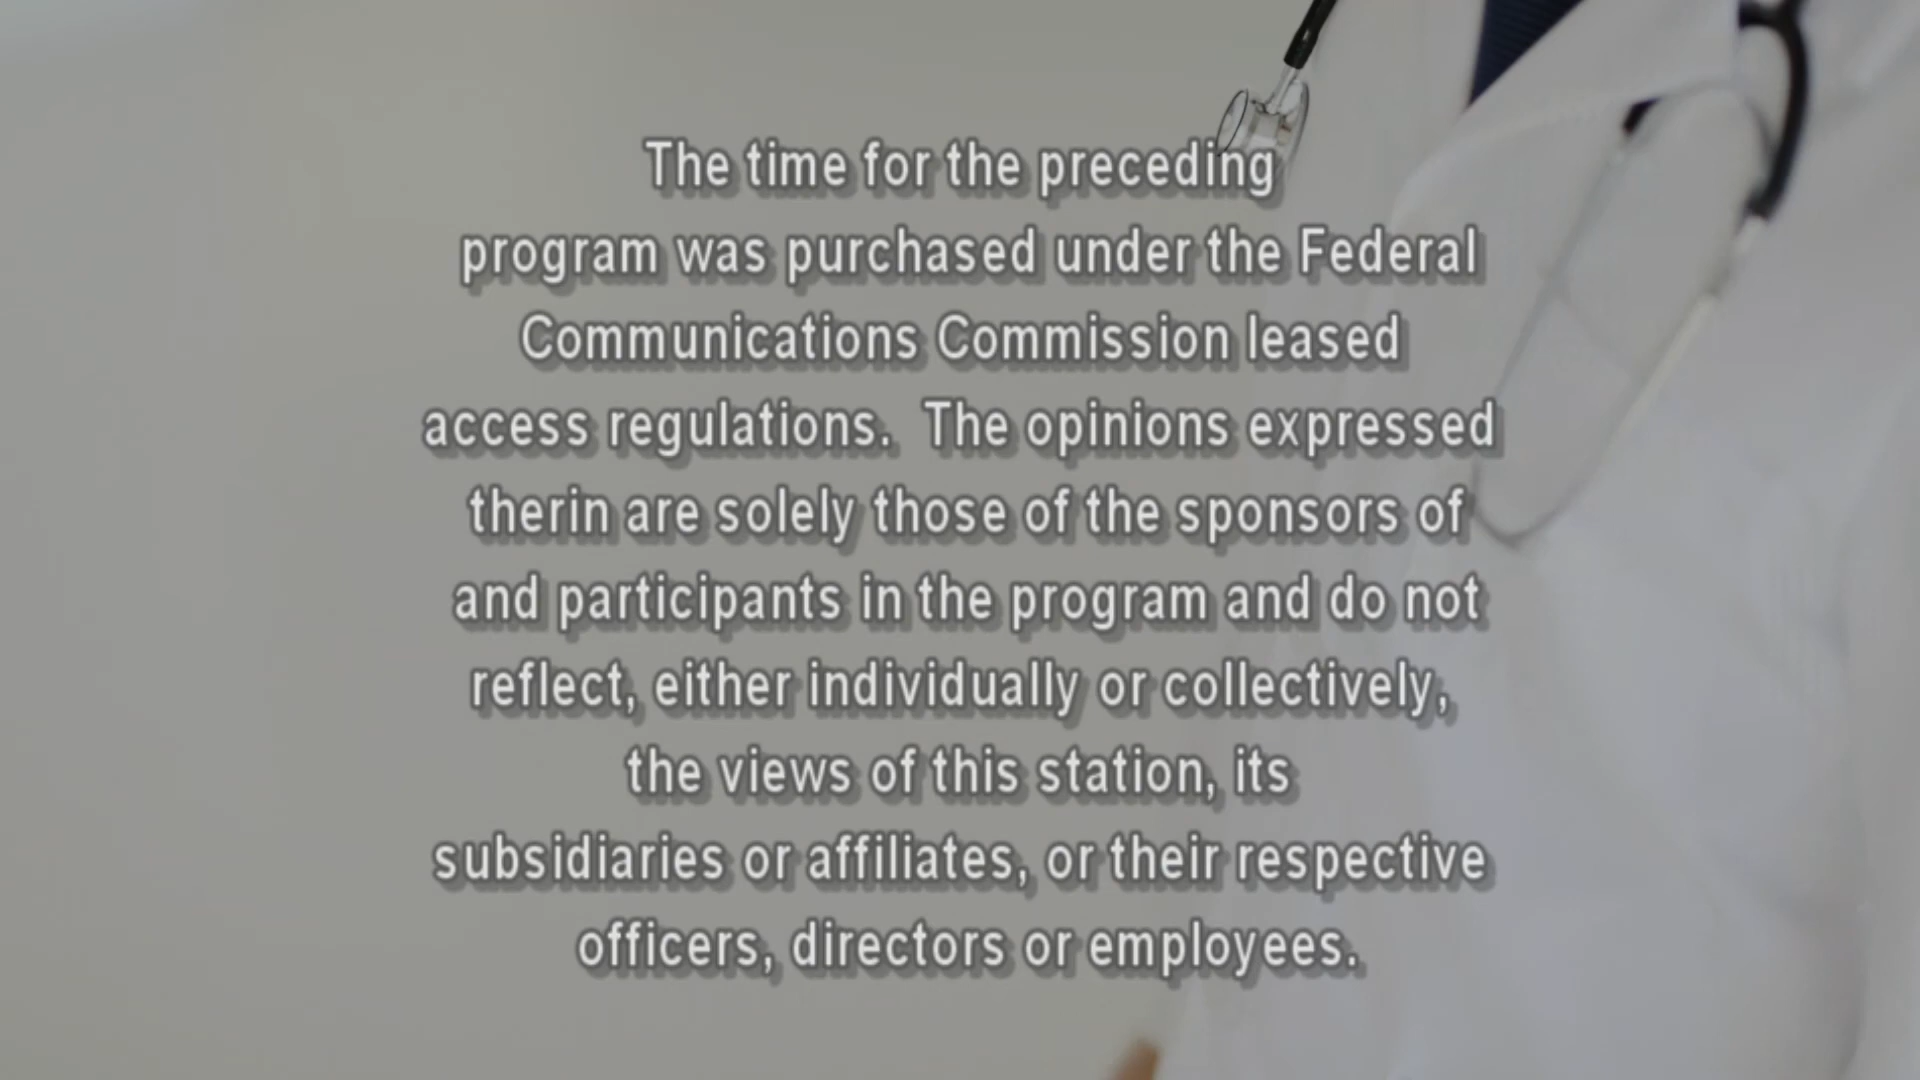 The time for the preceding
program was purchased under the Federal
Communications Commission leased
access regulations.  The opinions expressed
therin are solely those of the sponsors of
and participants in the program and do not
reflect, either individually or collectively,
the views of this station, its
subsidiaries or affiliates, or their respective
officers, directors or employees.